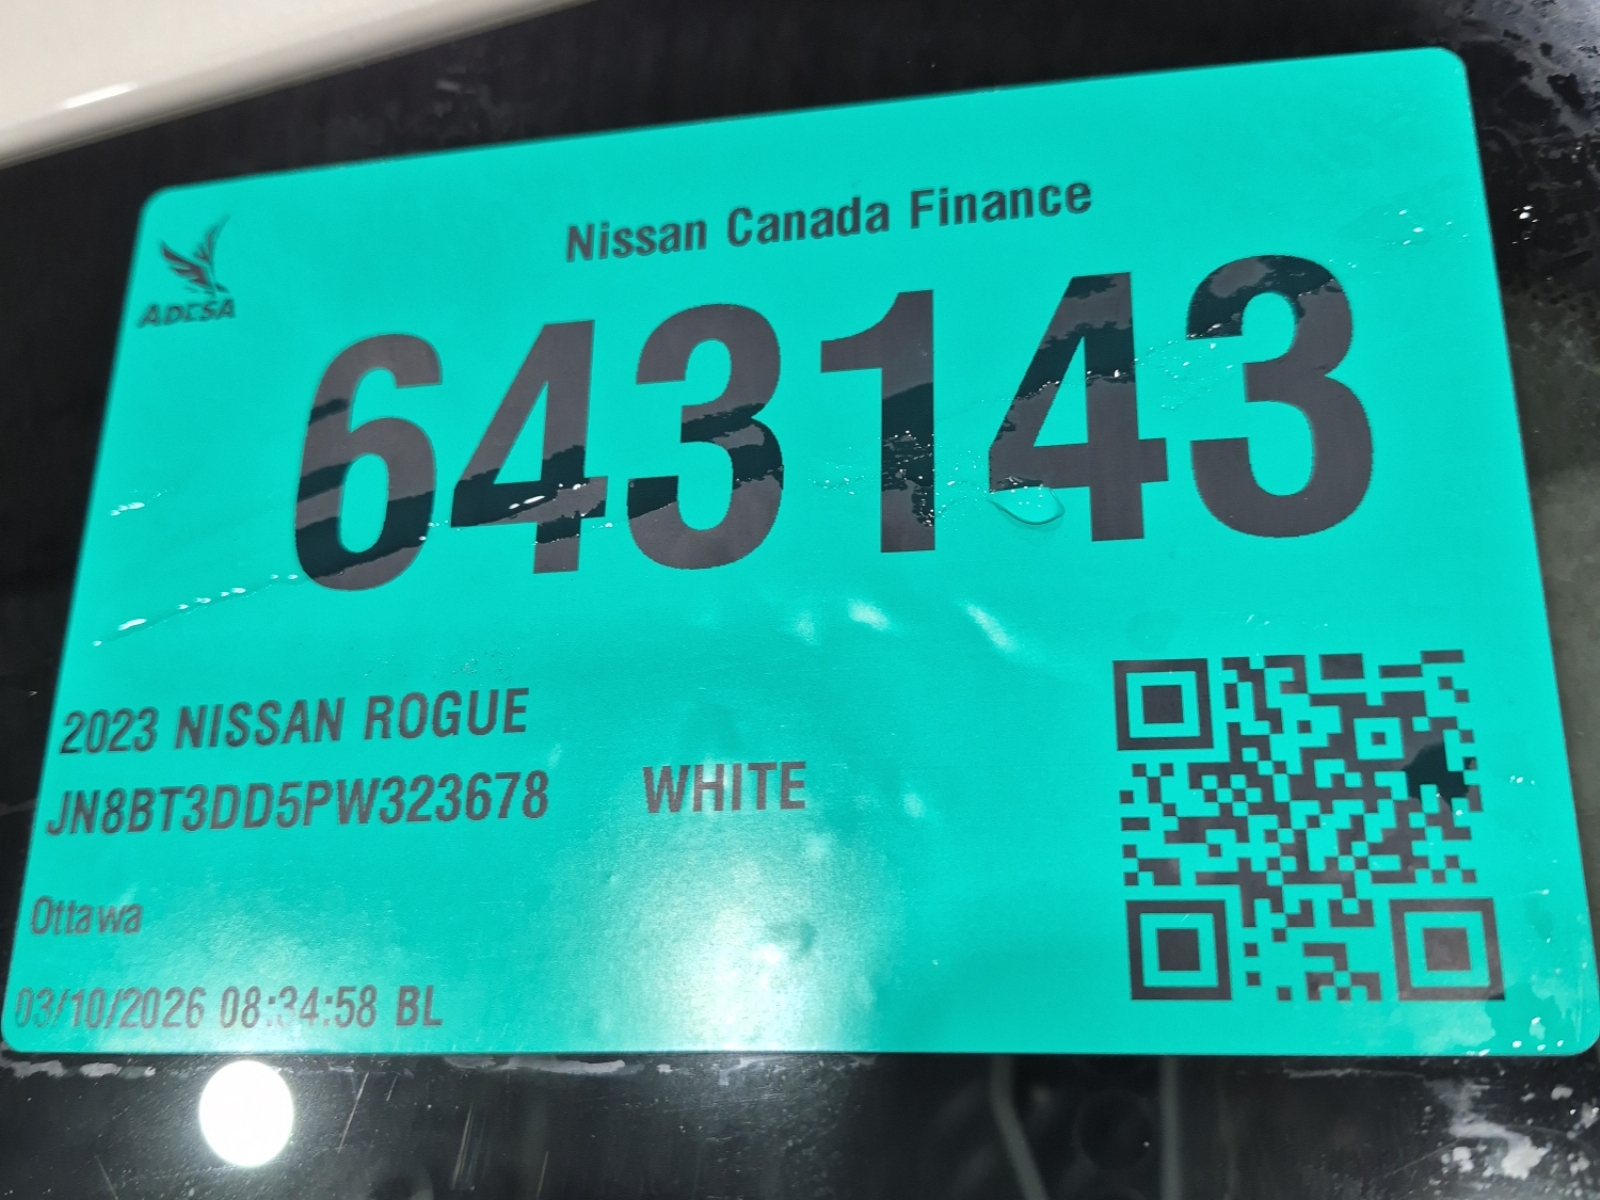 Nissan Canada Finance
ADESA
643143
2023 NISSAN ROGUE
JN8BT3DD5PW323678 WHITE
Ottawa
03/10/2026 08:34:58 BL